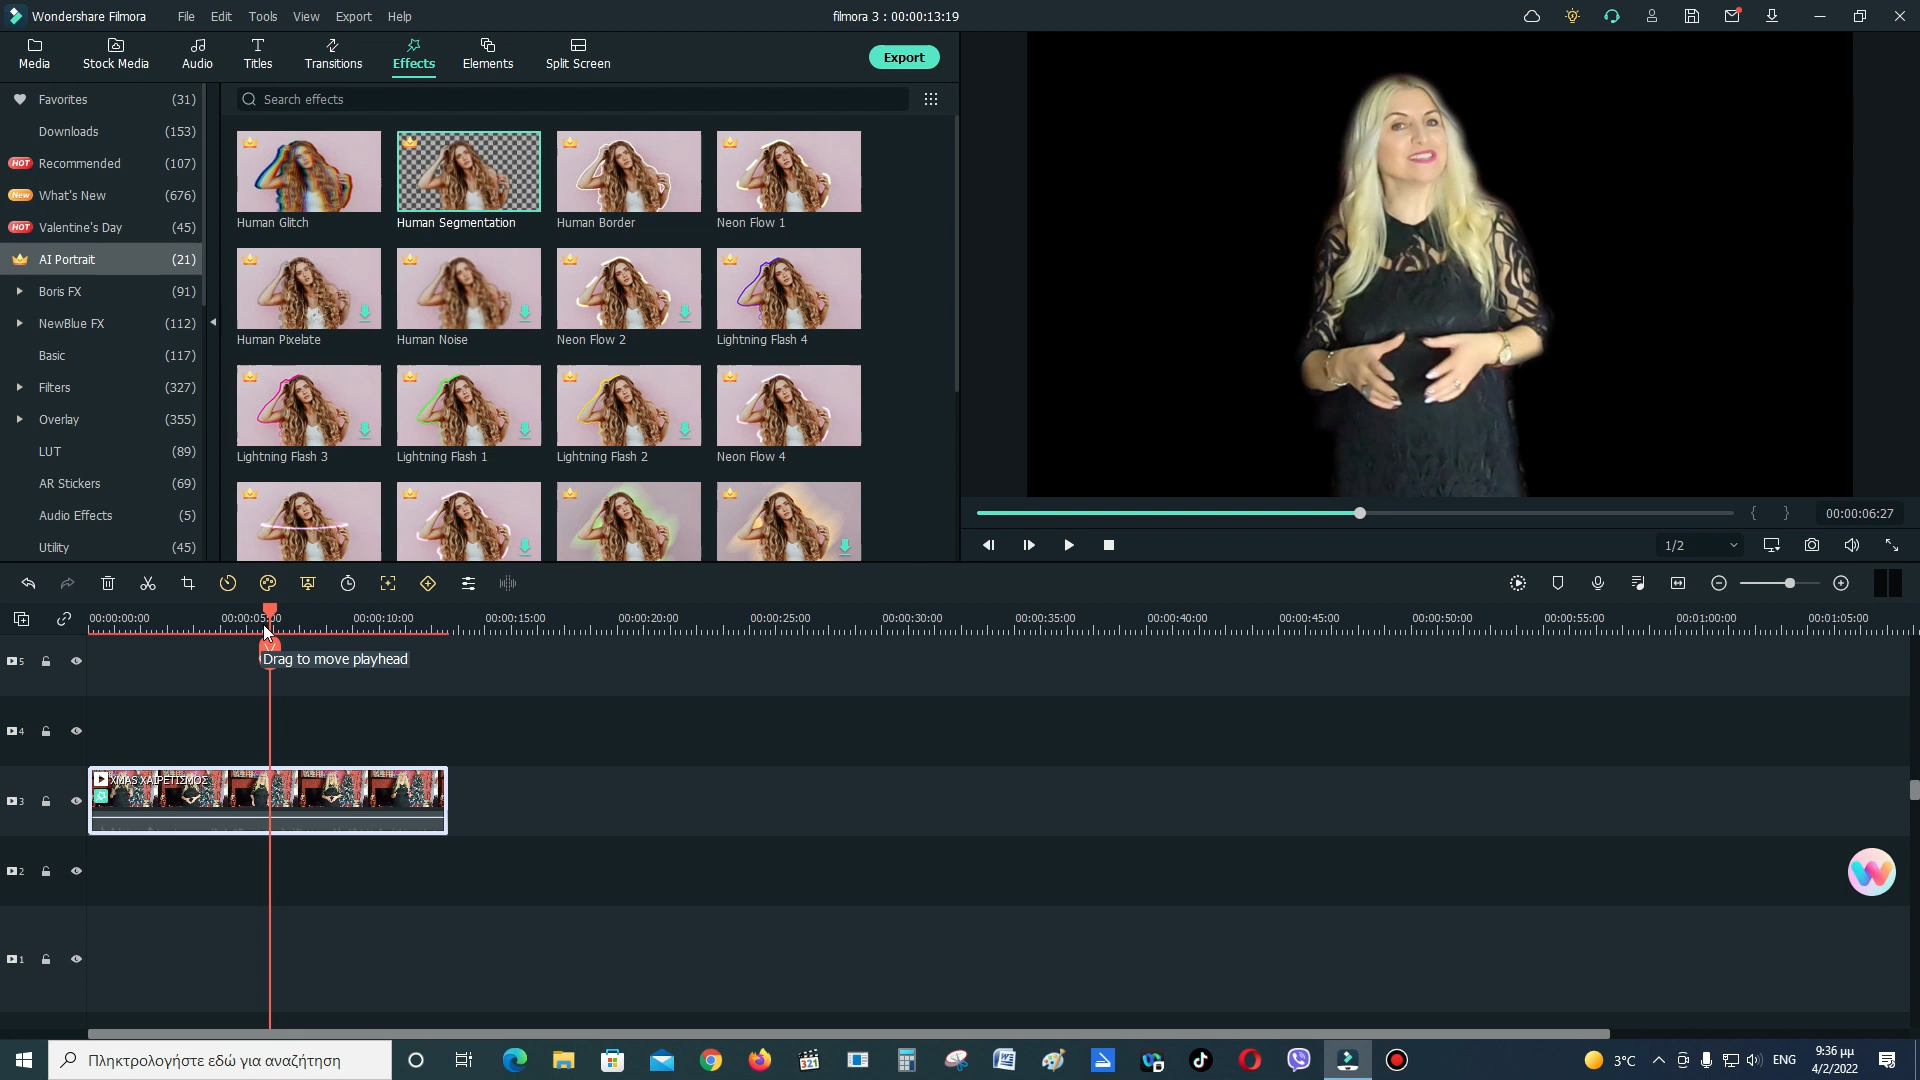 Wondershare Filmora File Edit Tools View Export Help filmora 3 : 00:00:13:19
Media Stock Media Audio Titles Transitions Effects Elements Split Screen Export
Search effects
Favorites (31)
Downloads (153)
HOT Recommended (107)
New What's New (676)
HOT Valentine's Day (45)
AI Portrait (21)
Boris FX (91)
NewBlue FX (112)
Basic (117)
Filters (327)
Overlay (355)
LUT (89)
AR Stickers (69)
Audio Effects (5)
Utility (45)
Human Glitch Human Segmentation Human Border Neon Flow 1
Human Pixelate Human Noise Neon Flow 2 Lightning Flash 4
Lightning Flash 3 Lightning Flash 1 Lightning Flash 2 Neon Flow 4
{ } 00:00:06:27
1/2
00:00:00:00 00:00:05:00 00:00:10:00 00:00:15:00 00:00:20:00 00:00:25:00 00:00:30:00 00:00:35:00 00:00:40:00 00:00:45:00 00:00:50:00 00:00:55:00 00:01:00:00 00:01:05:00
Drag to move playhead
5
4
XMAS ΧΑΙΡΕΤΙΣΜΟΣ
3
2
1
Πληκτρολογήστε εδώ για αναζήτηση
3°C ENG 9:36 μμ
4/2/2022